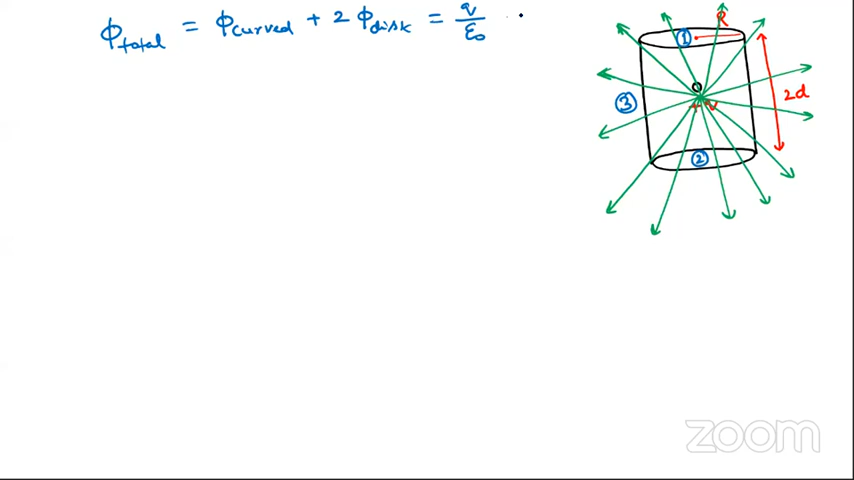 ϕtotal = ϕcurved + 2 ϕdisk = q/ε₀
R
①
2d
③
+q
②
zoom